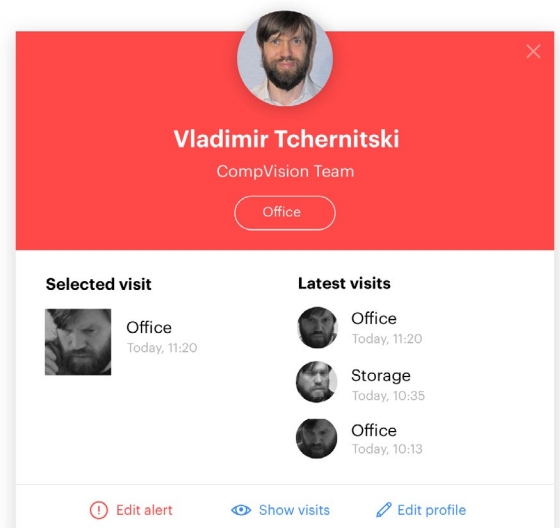 Vladimir Tchernitski
CompVision Team
Office
Selected visit
Office
Today, 11:20
Latest visits
Office
Today, 11:20
Storage
Today, 10:35
Office
Today, 10:13
Edit alert
Show visits
Edit profile